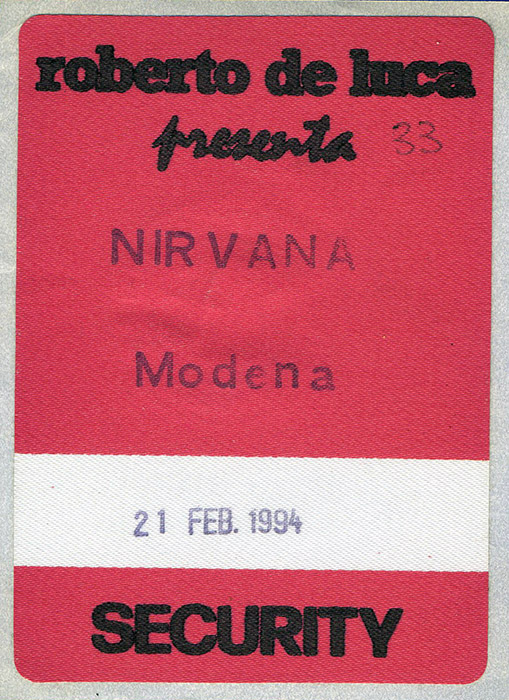 roberto de luca
presenta 33
NIRVANA
Modena
21 FEB. 1994
SECURITY